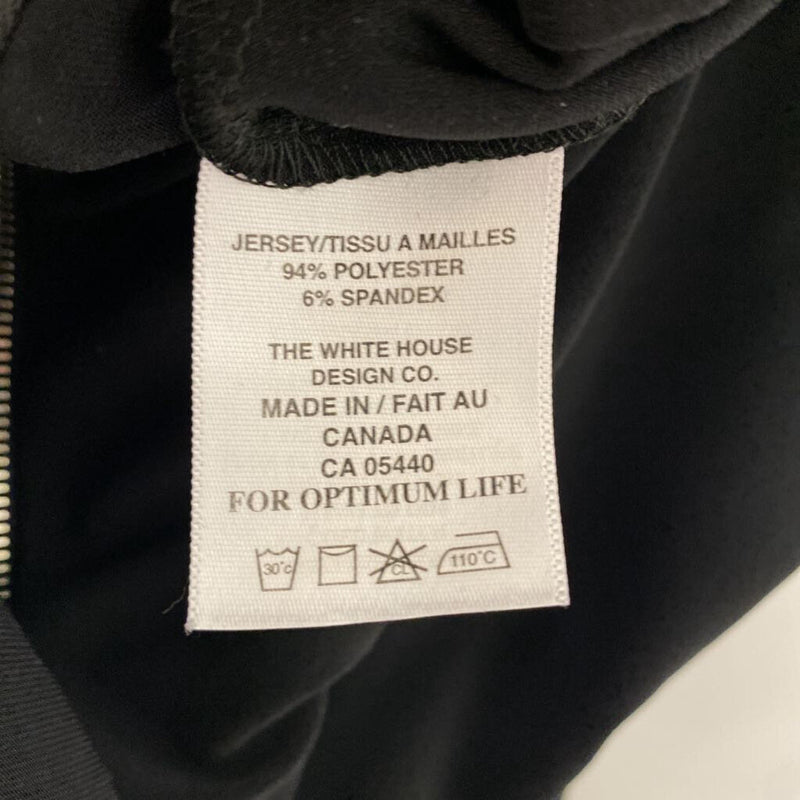 JERSEY/TISSU A MAILLES
94% POLYESTER
6% SPANDEX
THE WHITE HOUSE
DESIGN CO.
MADE IN / FAIT AU
CANADA
CA 05440
FOR OPTIMUM LIFE
30°c CL 110°C